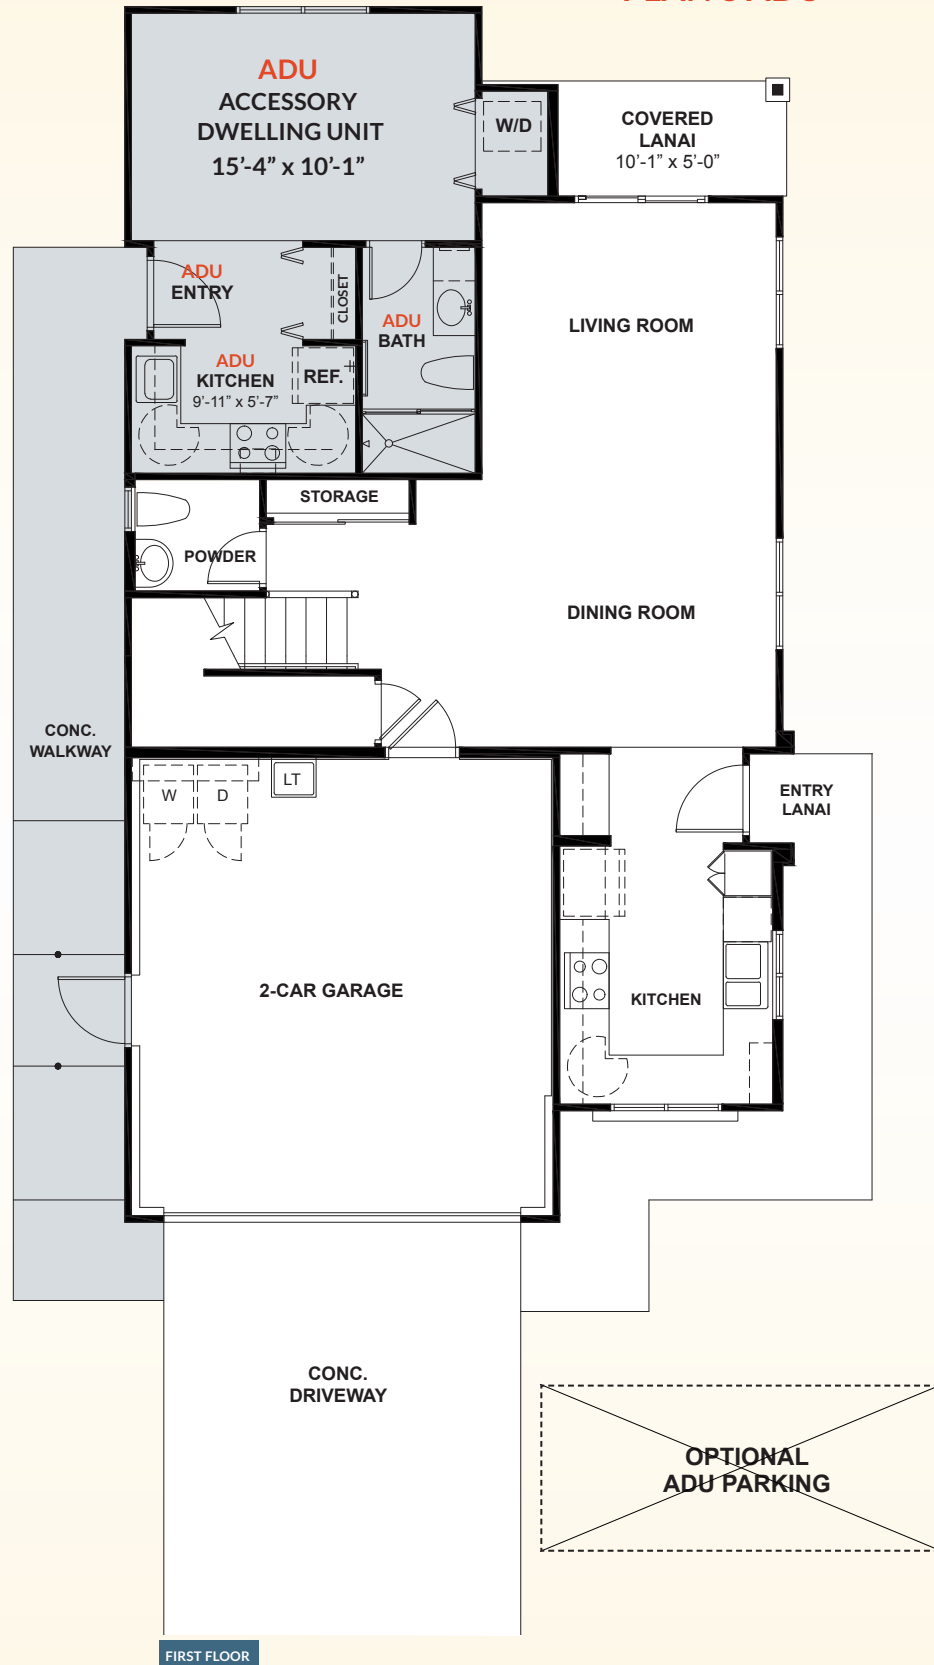 ADU
ACCESSORY
DWELLING UNIT
15’-4” x 10’-1”
W/D
COVERED
LANAI
10’-1” x 5’-0”
ADU
ENTRY
CLOSET
ADU
BATH
LIVING ROOM
ADU
KITCHEN
9’-11” x 5’-7”
REF.
STORAGE
POWDER
DINING ROOM
CONC.
WALKWAY
W
D
LT
ENTRY
LANAI
2-CAR GARAGE
KITCHEN
CONC.
DRIVEWAY
OPTIONAL
ADU PARKING
FIRST FLOOR